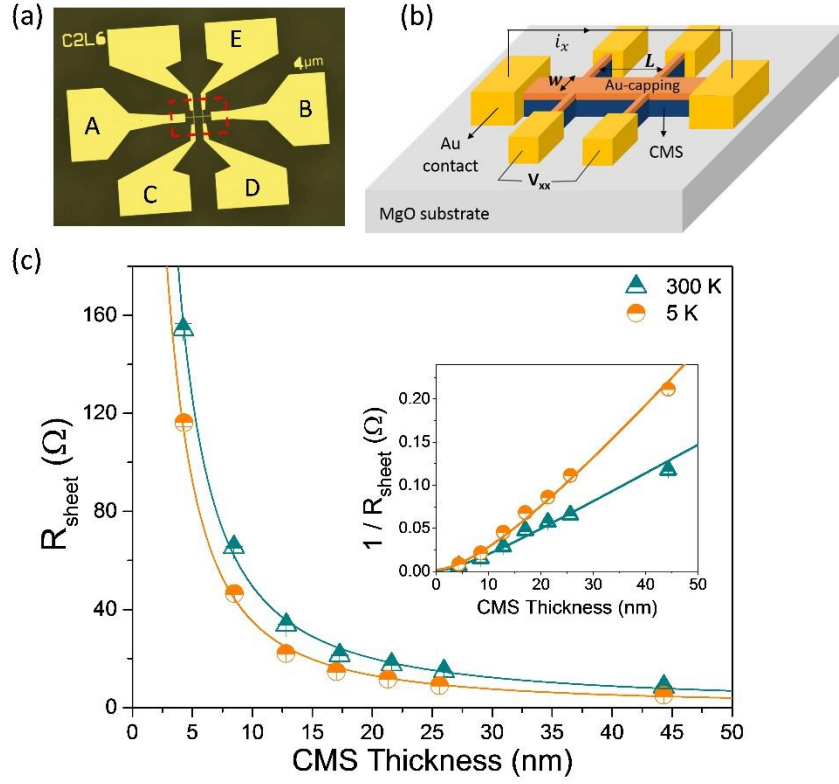 (a)
C2L6
E
4µm
A
B
C
D
(b)
iₓ
w
L
Au-capping
Au
contact
CMS
Vₓₓ
MgO substrate
(c)
300 K
5 K
160
120
80
40
0
R_sheet (Ω)
0 5 10 15 20 25 30 35 40 45 50
CMS Thickness (nm)
0.20
0.15
0.10
0.05
0.00
1 / R_sheet (Ω)
0 10 20 30 40 50
CMS Thickness (nm)